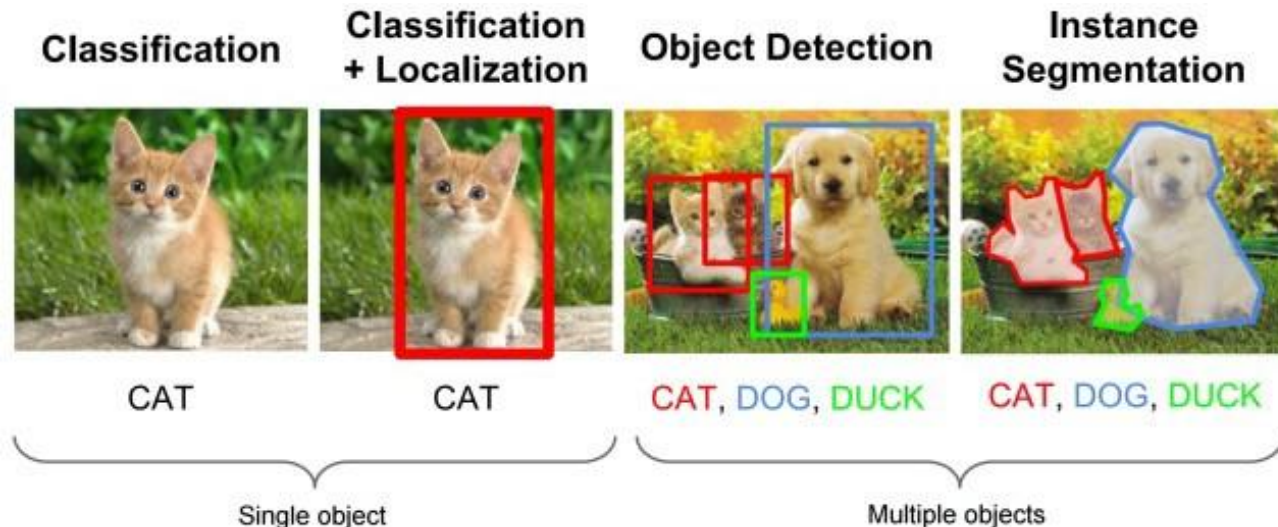 Classification
Classification
+ Localization
Object Detection
Instance
Segmentation
CAT
CAT
CAT, DOG, DUCK
CAT, DOG, DUCK
Single object
Multiple objects